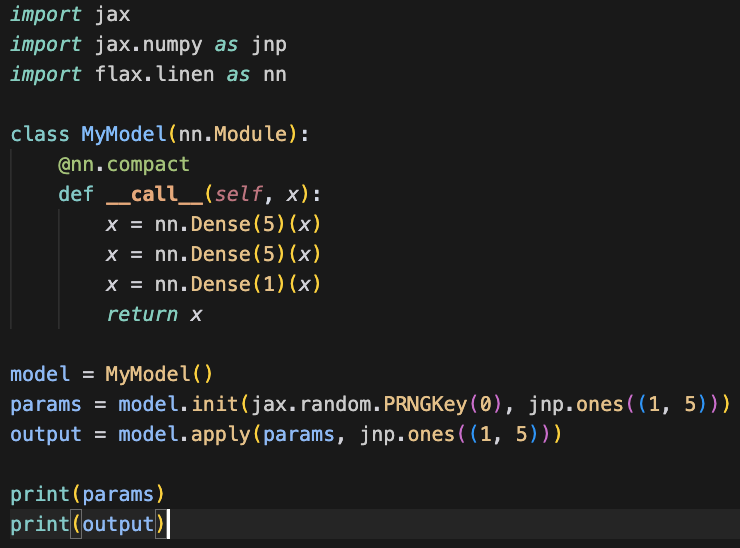 import jax
import jax.numpy as jnp
import flax.linen as nn

class MyModel(nn.Module):
    @nn.compact
    def __call__(self, x):
        x = nn.Dense(5)(x)
        x = nn.Dense(5)(x)
        x = nn.Dense(1)(x)
        return x

model = MyModel()
params = model.init(jax.random.PRNGKey(0), jnp.ones((1, 5)))
output = model.apply(params, jnp.ones((1, 5)))

print(params)
print(output)